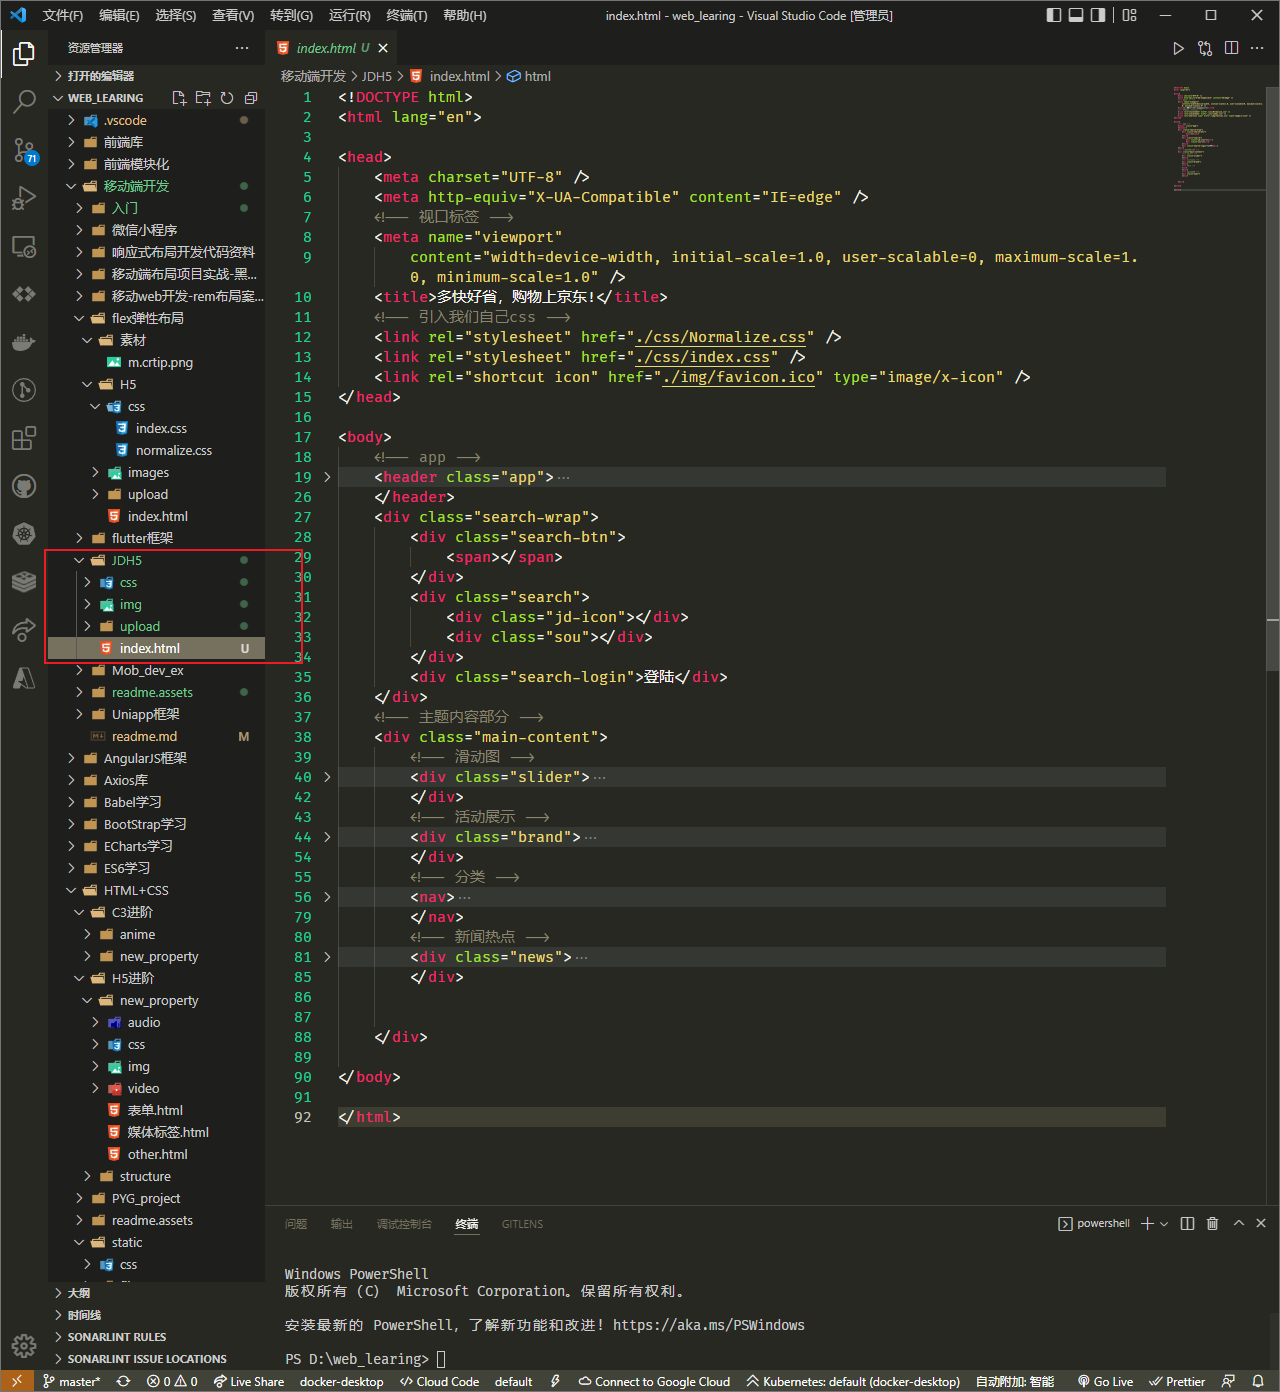 文件(F) 编辑(E) 选择(S) 查看(V) 转到(G) 运行(R) 终端(T) 帮助(H) index.html - web_learing - Visual Studio Code [管理员]
资源管理器
打开的编辑器
WEB_LEARING
.vscode
前端库
前端模块化
移动端开发
入门
微信小程序
响应式布局开发代码资料
移动端布局项目实战-黑...
移动web开发-rem布局案...
flex弹性布局
素材
m.crtip.png
H5
css
index.css
normalize.css
images
upload
index.html
flutter框架
JDH5
css
img
upload
index.html U
Mob_dev_ex
readme.assets
Uniapp框架
readme.md M
AngularJS框架
Axios库
Babel学习
BootStrap学习
ECharts学习
ES6学习
HTML+CSS
C3进阶
anime
new_property
H5进阶
new_property
audio
css
img
video
表单.html
媒体标签.html
other.html
structure
PYG_project
readme.assets
static
css
大纲
时间线
SONARLINT RULES
SONARLINT ISSUE LOCATIONS
71
index.html U
移动端开发 > JDH5 > index.html > html
1 <!DOCTYPE html>
2 <html lang="en">
3
4 <head>
5 <meta charset="UTF-8" />
6 <meta http-equiv="X-UA-Compatible" content="IE=edge" />
7 <!-- 视口标签 -->
8 <meta name="viewport"
9 content="width=device-width, initial-scale=1.0, user-scalable=0, maximum-scale=1.
0, minimum-scale=1.0" />
10 <title>多快好省，购物上京东!</title>
11 <!-- 引入我们自己css -->
12 <link rel="stylesheet" href="./css/Normalize.css" />
13 <link rel="stylesheet" href="./css/index.css" />
14 <link rel="shortcut icon" href="./img/favicon.ico" type="image/x-icon" />
15 </head>
16
17 <body>
18 <!-- app -->
19 <header class="app">···
26 </header>
27 <div class="search-wrap">
28 <div class="search-btn">
29 <span></span>
30 </div>
31 <div class="search">
32 <div class="jd-icon"></div>
33 <div class="sou"></div>
34 </div>
35 <div class="search-login">登陆</div>
36 </div>
37 <!-- 主题内容部分 -->
38 <div class="main-content">
39 <!-- 滑动图 -->
40 <div class="slider">···
42 </div>
43 <!-- 活动展示 -->
44 <div class="brand">···
54 </div>
55 <!-- 分类 -->
56 <nav>···
79 </nav>
80 <!-- 新闻热点 -->
81 <div class="news">···
85 </div>
86
87
88 </div>
89
90 </body>
91
92 </html>
问题 输出 调试控制台 终端 GITLENS powershell
Windows PowerShell
版权所有 (C) Microsoft Corporation。保留所有权利。
安装最新的 PowerShell，了解新功能和改进！https://aka.ms/PSWindows
PS D:\web_learing>
master* 0 0 Live Share docker-desktop Cloud Code default Connect to Google Cloud Kubernetes: default (docker-desktop) 自动附加: 智能 Go Live Prettier